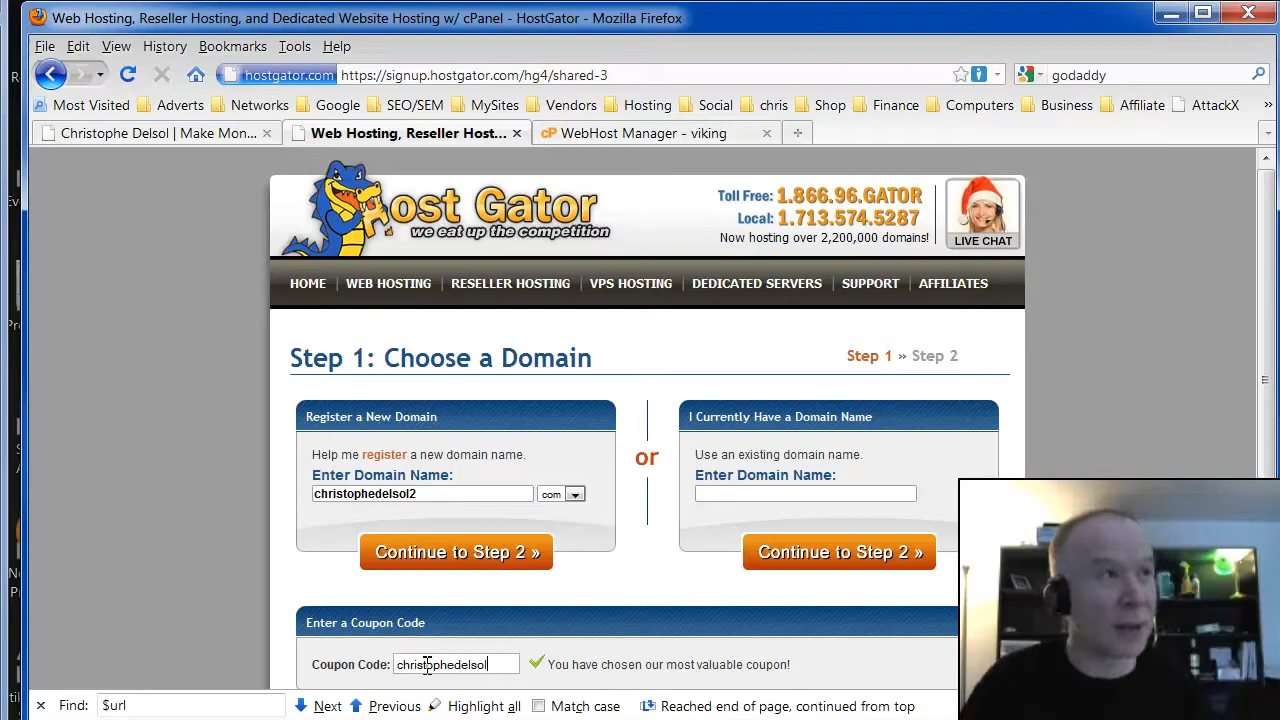 Web Hosting, Reseller Hosting, and Dedicated Website Hosting w/ cPanel - HostGator - Mozilla Firefox
File Edit View History Bookmarks Tools Help
hostgator.com https://signup.hostgator.com/hg4/shared-3
godaddy
Most Visited Adverts Networks Google SEO/SEM MySites Vendors Hosting Social chris Shop Finance Computers Business Affiliate AttackX »
Christophe Delsol | Make Mon...
Web Hosting, Reseller Host...
cP WebHost Manager - viking
Host Gator
we eat up the competition
Toll Free: 1.866.96.GATOR
Local: 1.713.574.5287
Now hosting over 2,200,000 domains!
LIVE CHAT
HOME WEB HOSTING RESELLER HOSTING VPS HOSTING DEDICATED SERVERS SUPPORT AFFILIATES
Step 1: Choose a Domain
Step 1 » Step 2
Register a New Domain
Help me register a new domain name.
Enter Domain Name:
christophedelsol2
com
Continue to Step 2 »
or
I Currently Have a Domain Name
Use an existing domain name.
Enter Domain Name:
Continue to Step 2 »
Enter a Coupon Code
Coupon Code: christophedelsol You have chosen our most valuable coupon!
Find: $url Next Previous Highlight all Match case Reached end of page, continued from top